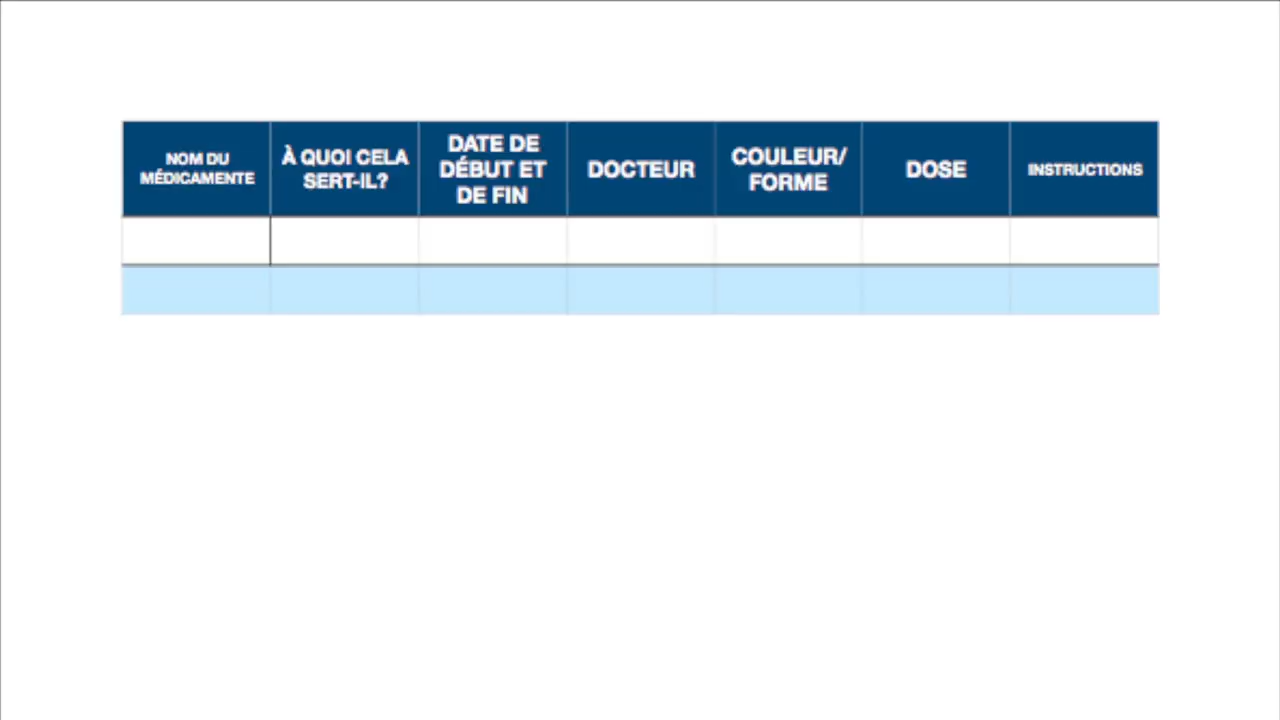 NOM DU
MÉDICAMENTE
À QUOI CELA
SERT-IL?
DATE DE
DÉBUT ET
DE FIN
DOCTEUR
COULEUR/
FORME
DOSE
INSTRUCTIONS